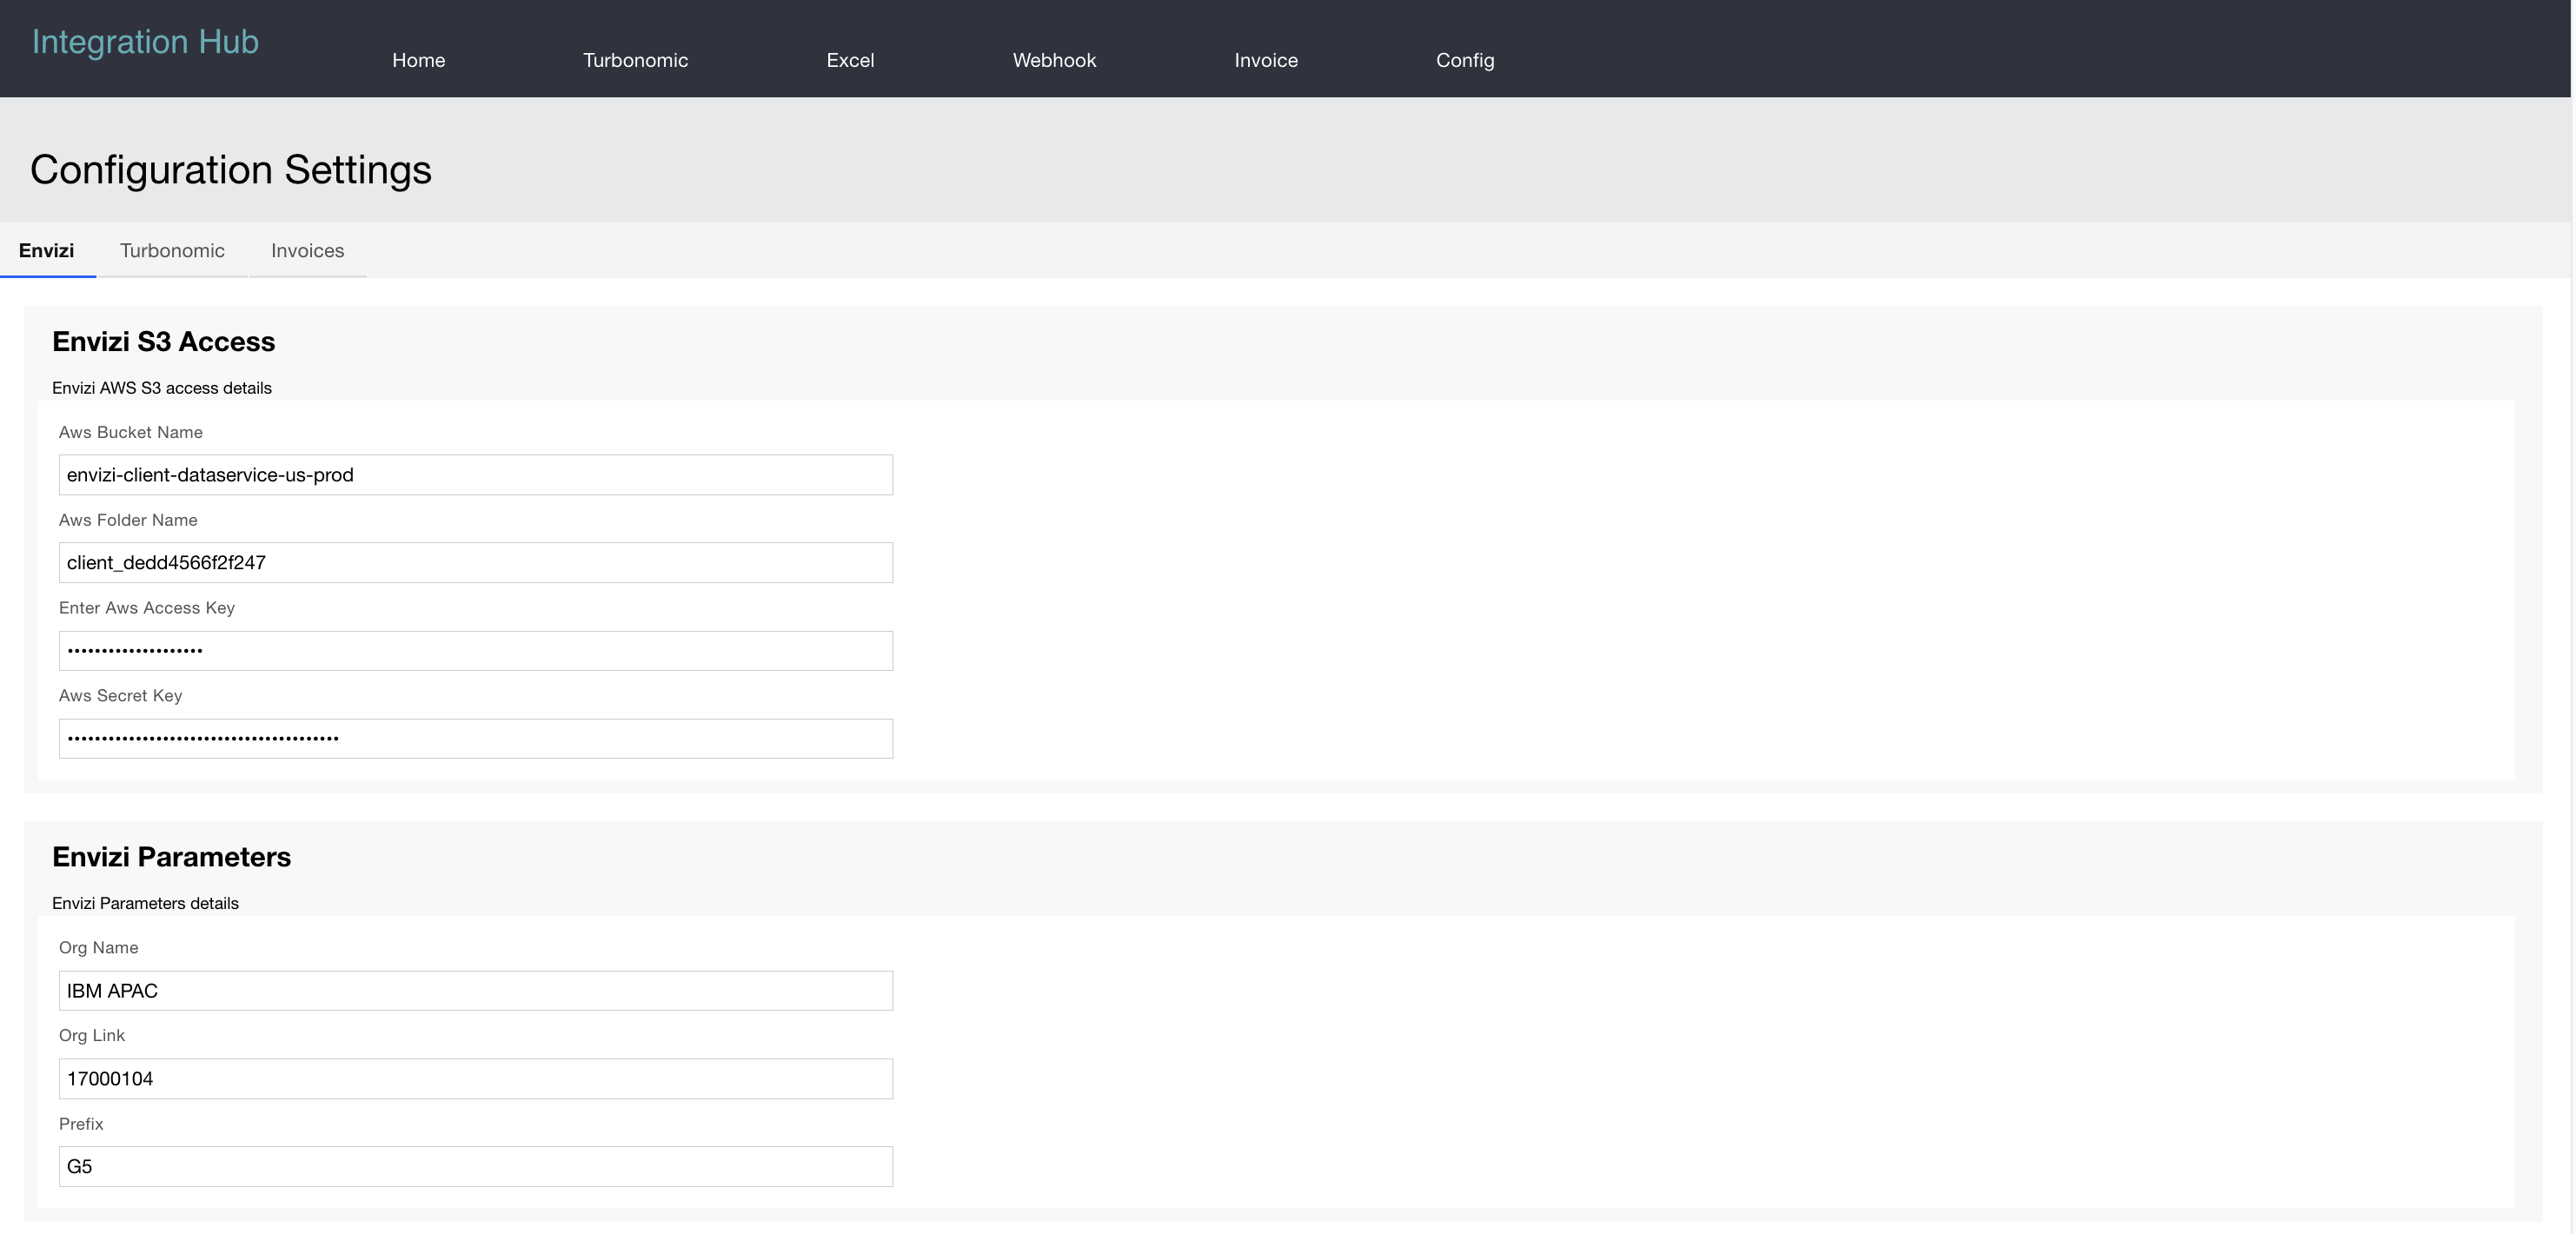 Integration Hub
Home Turbonomic Excel Webhook Invoice Config
Configuration Settings
Envizi Turbonomic Invoices
Envizi S3 Access
Envizi AWS S3 access details
Aws Bucket Name
envizi-client-dataservice-us-prod
Aws Folder Name
client_dedd4566f2f247
Enter Aws Access Key
••••••••••••••••••••
Aws Secret Key
••••••••••••••••••••••••••••••••••••••••
Envizi Parameters
Envizi Parameters details
Org Name
IBM APAC
Org Link
17000104
Prefix
G5